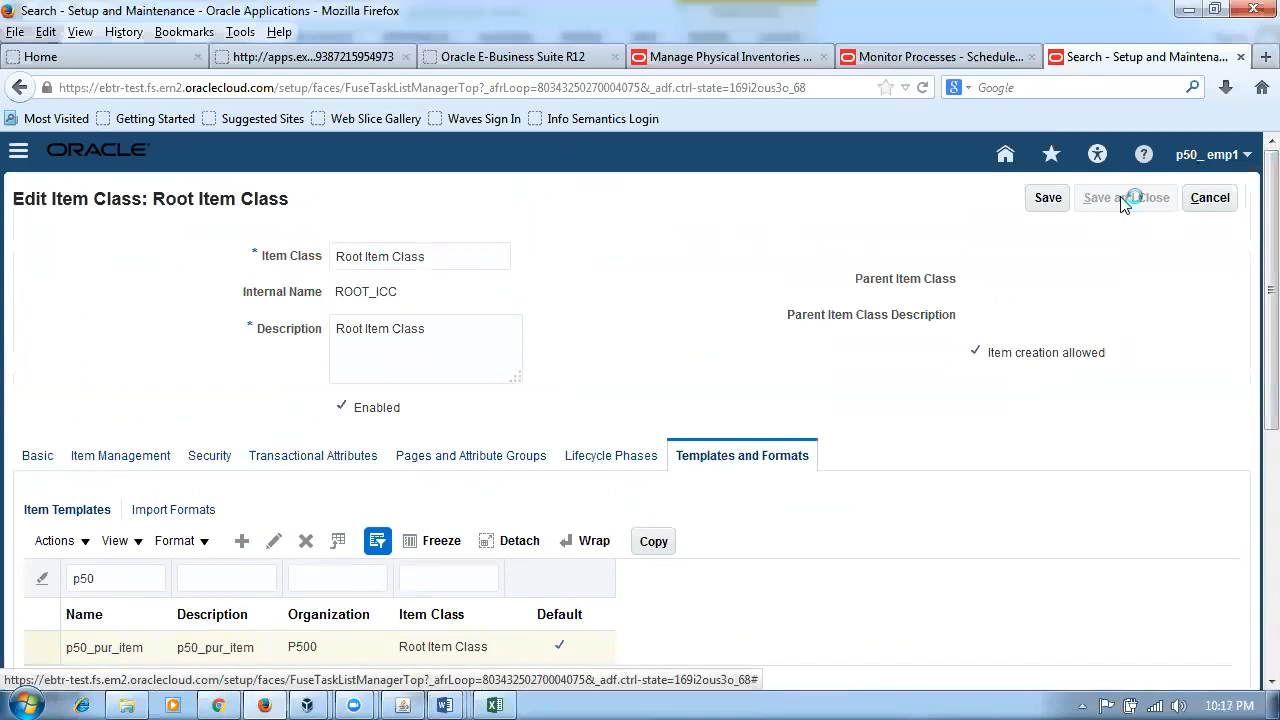 Search - Setup and Maintenance - Oracle Applications - Mozilla Firefox
File Edit View History Bookmarks Tools Help
Home http://apps.ex...9387215954973 Oracle E-Business Suite R12 Manage Physical Inventories ... Monitor Processes - Schedule... Search - Setup and Maintena...
https://ebtr-test.fs.em2.oraclecloud.com/setup/faces/FuseTaskListManagerTop?_afrLoop=80343250270004075&_adf.ctrl-state=169i2ous3o_68 Google
Most Visited Getting Started Suggested Sites Web Slice Gallery Waves Sign In Info Semantics Konsultation
ORACLE p50_ emp1
Edit Item Class: Root Item Class Save Save and Close Cancel
* Item Class Root Item Class
Parent Item Class
Internal Name ROOT_ICC
Parent Item Class Description
* Description Root Item Class
Item creation allowed
Enabled
Basic Item Management Security Transactional Attributes Pages and Attribute Groups Lifecycle Phases Templates and Formats
Item Templates Import Formats
Actions View Format Freeze Detach Wrap Copy
p50
Name Description Organization Item Class Default
p50_pur_item p50_pur_item P500 Root Item Class
https://ebtr-test.fs.em2.oraclecloud.com/setup/faces/FuseTaskListManagerTop?_afrLoop=80343250270004075&_adf.ctrl-state=169i2ous3o_68#
10:17 PM